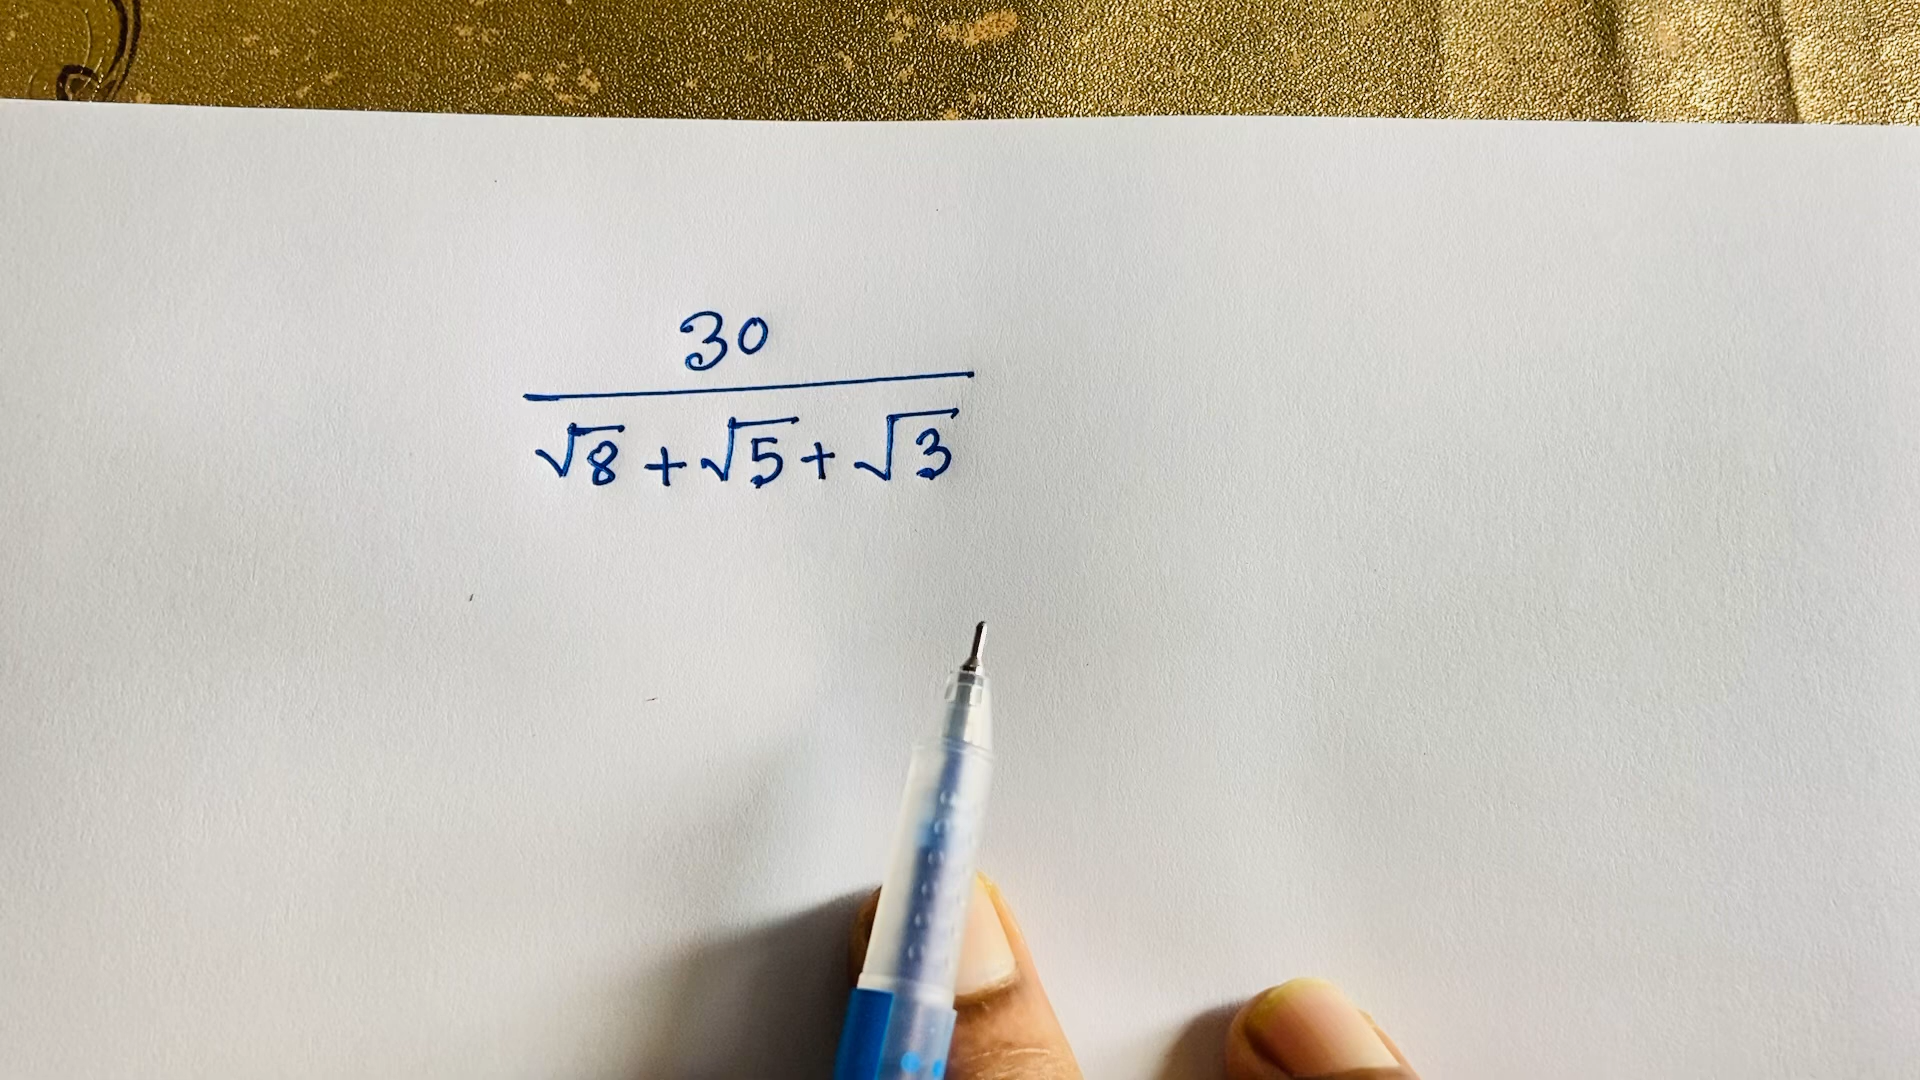 30
√8 + √5 + √3